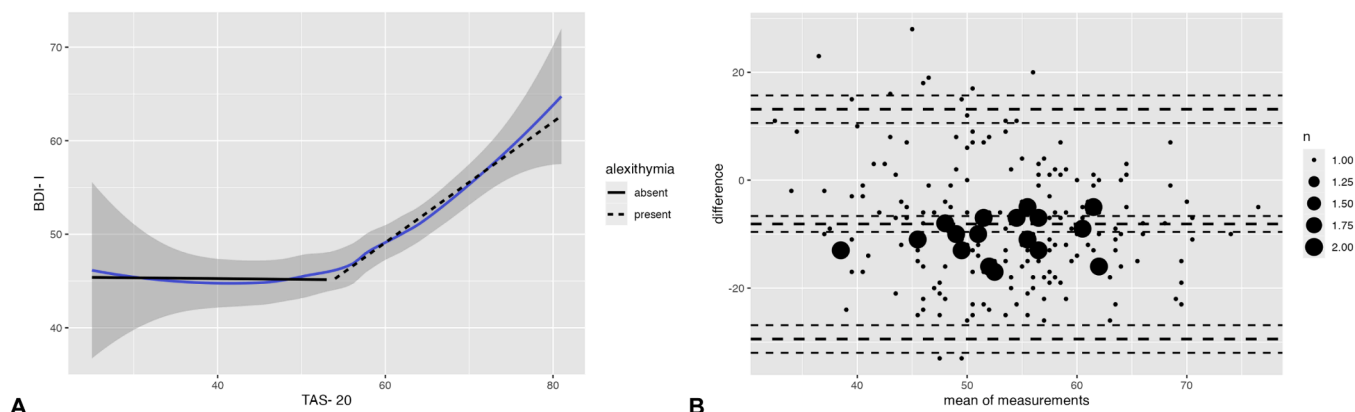 70
60
50
40
BDI- I
40
60
80
TAS- 20
alexithymia
absent
present
A
20
0
-20
difference
40
50
60
70
mean of measurements
n
1.00
1.25
1.50
1.75
2.00
B